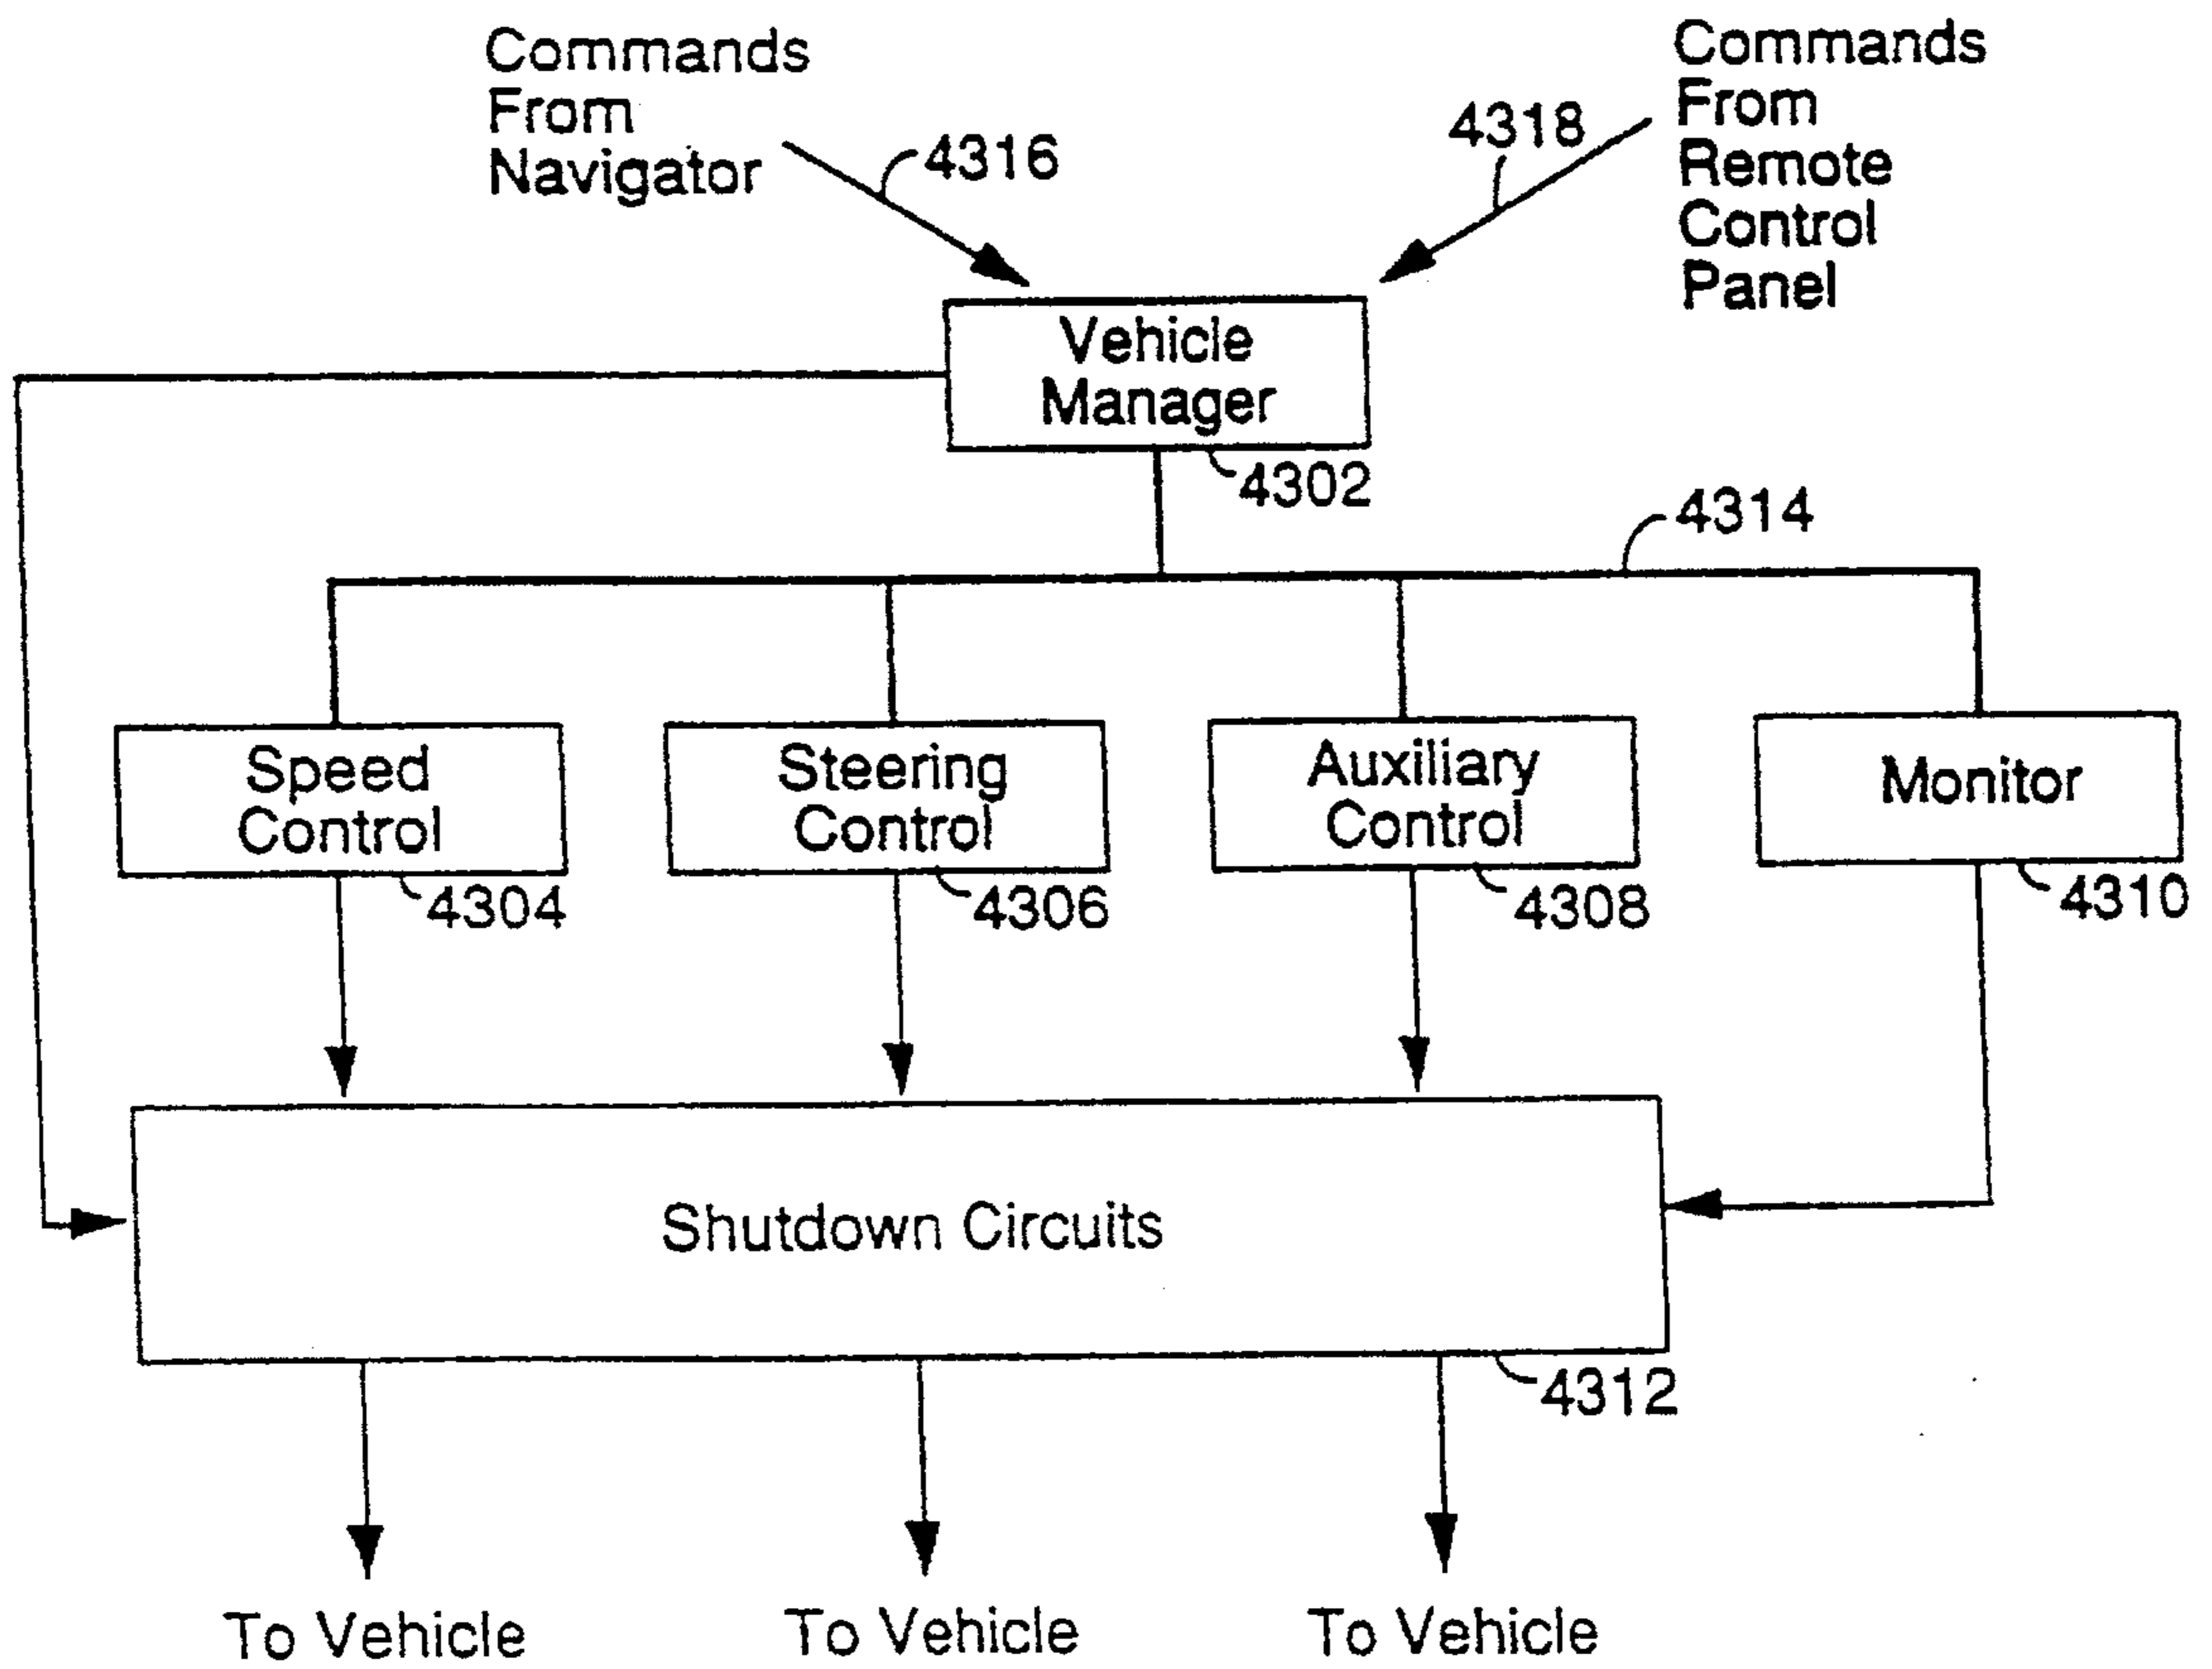 Commands
From
Navigator
4316
4318
Commands
From
Remote
Control
Panel
Vehicle
Manager
4302
4314
Speed
Control
4304
Steering
Control
4306
Auxiliary
Control
4308
Monitor
4310
Shutdown Circuits
4312
To Vehicle
To Vehicle
To Vehicle